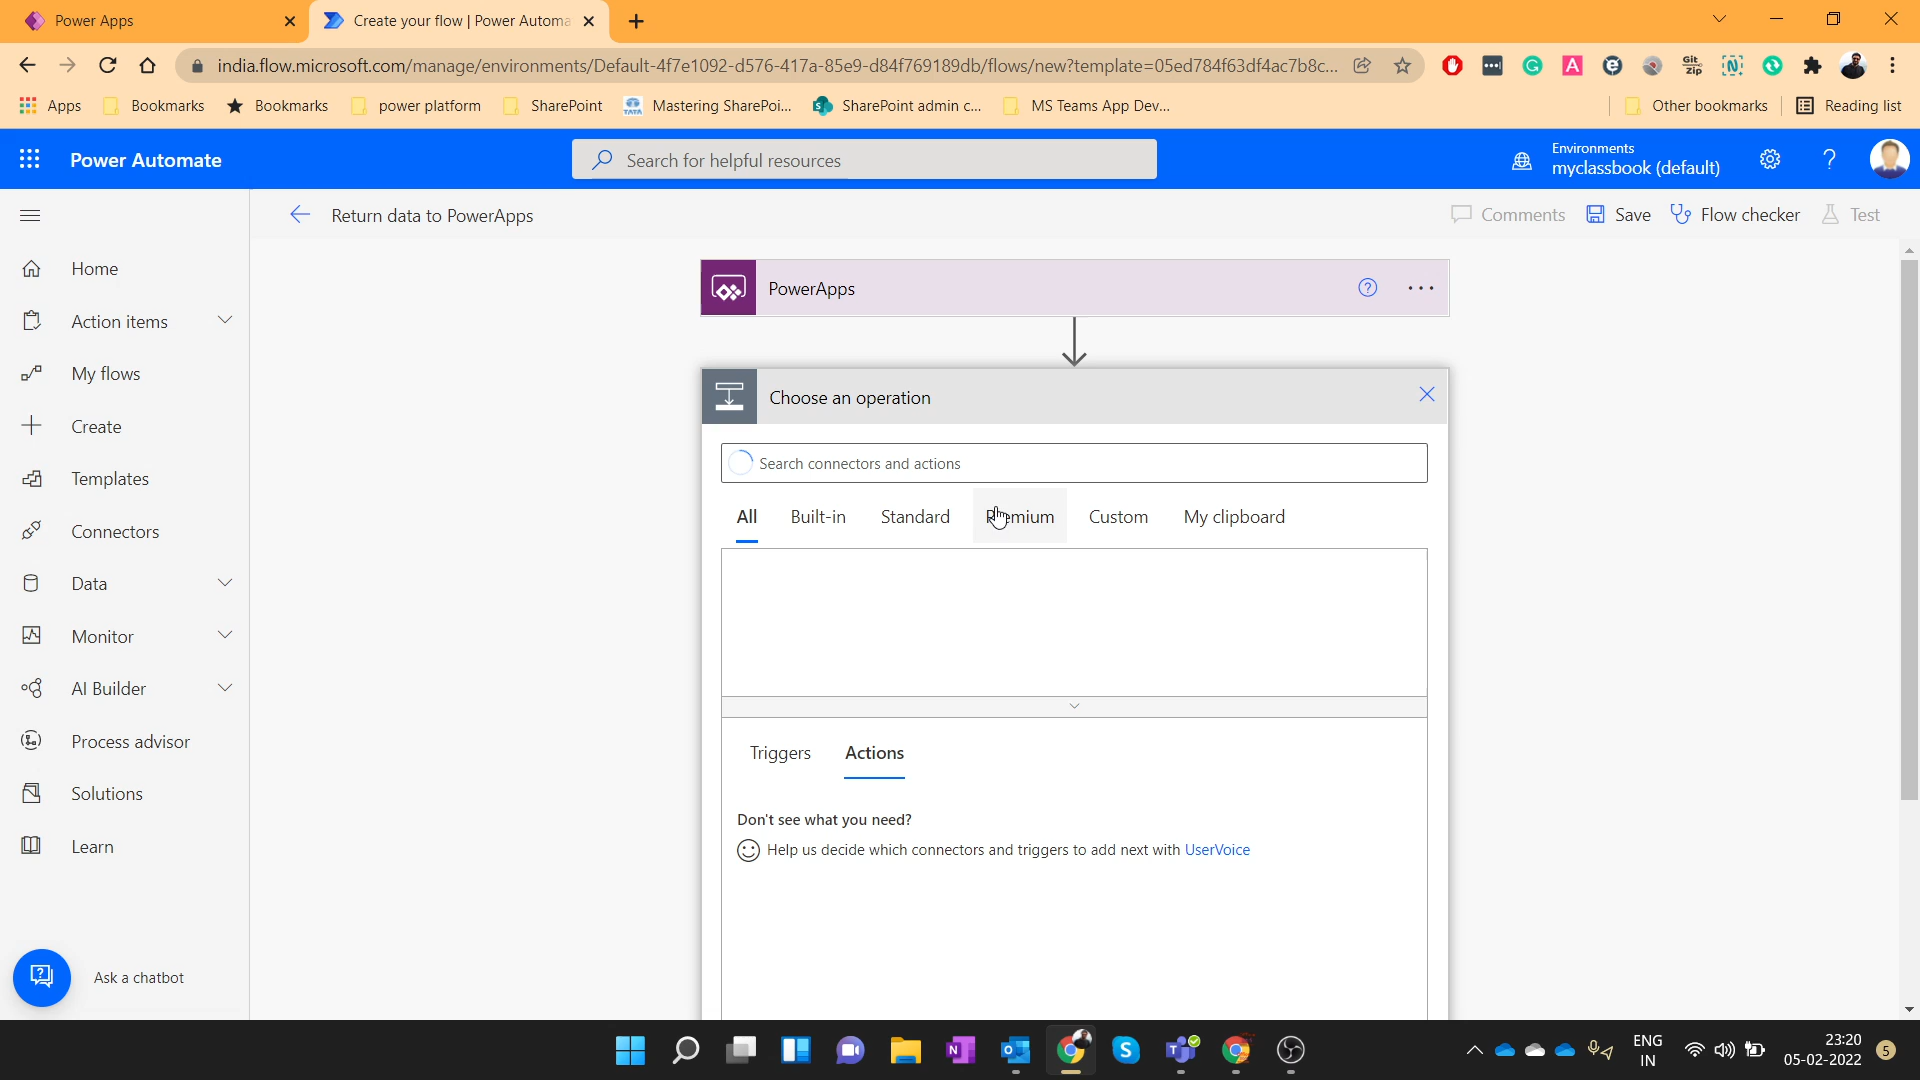 Power Apps
Create your flow | Power Automa
india.flow.microsoft.com/manage/environments/Default-4f7e1092-d576-417a-85e9-d84f769189db/flows/new?template=05ed784f63df4ac7b8c...
Git zip
Apps Bookmarks Bookmarks power platform SharePoint Mastering SharePoi... SharePoint admin c... MS Teams App Dev... Other bookmarks Reading list
Power Automate
Search for helpful resources
Environments
myclassbook (default)
Return data to PowerApps
Comments Save Flow checker Test
Home
Action items
My flows
Create
Templates
Connectors
Data
Monitor
AI Builder
Process advisor
Solutions
Learn
Ask a chatbot
PowerApps
Choose an operation
Search connectors and actions
All Built-in Standard Premium Custom My clipboard
Triggers Actions
Don't see what you need?
Help us decide which connectors and triggers to add next with UserVoice
ENG
IN
23:20
05-02-2022
5